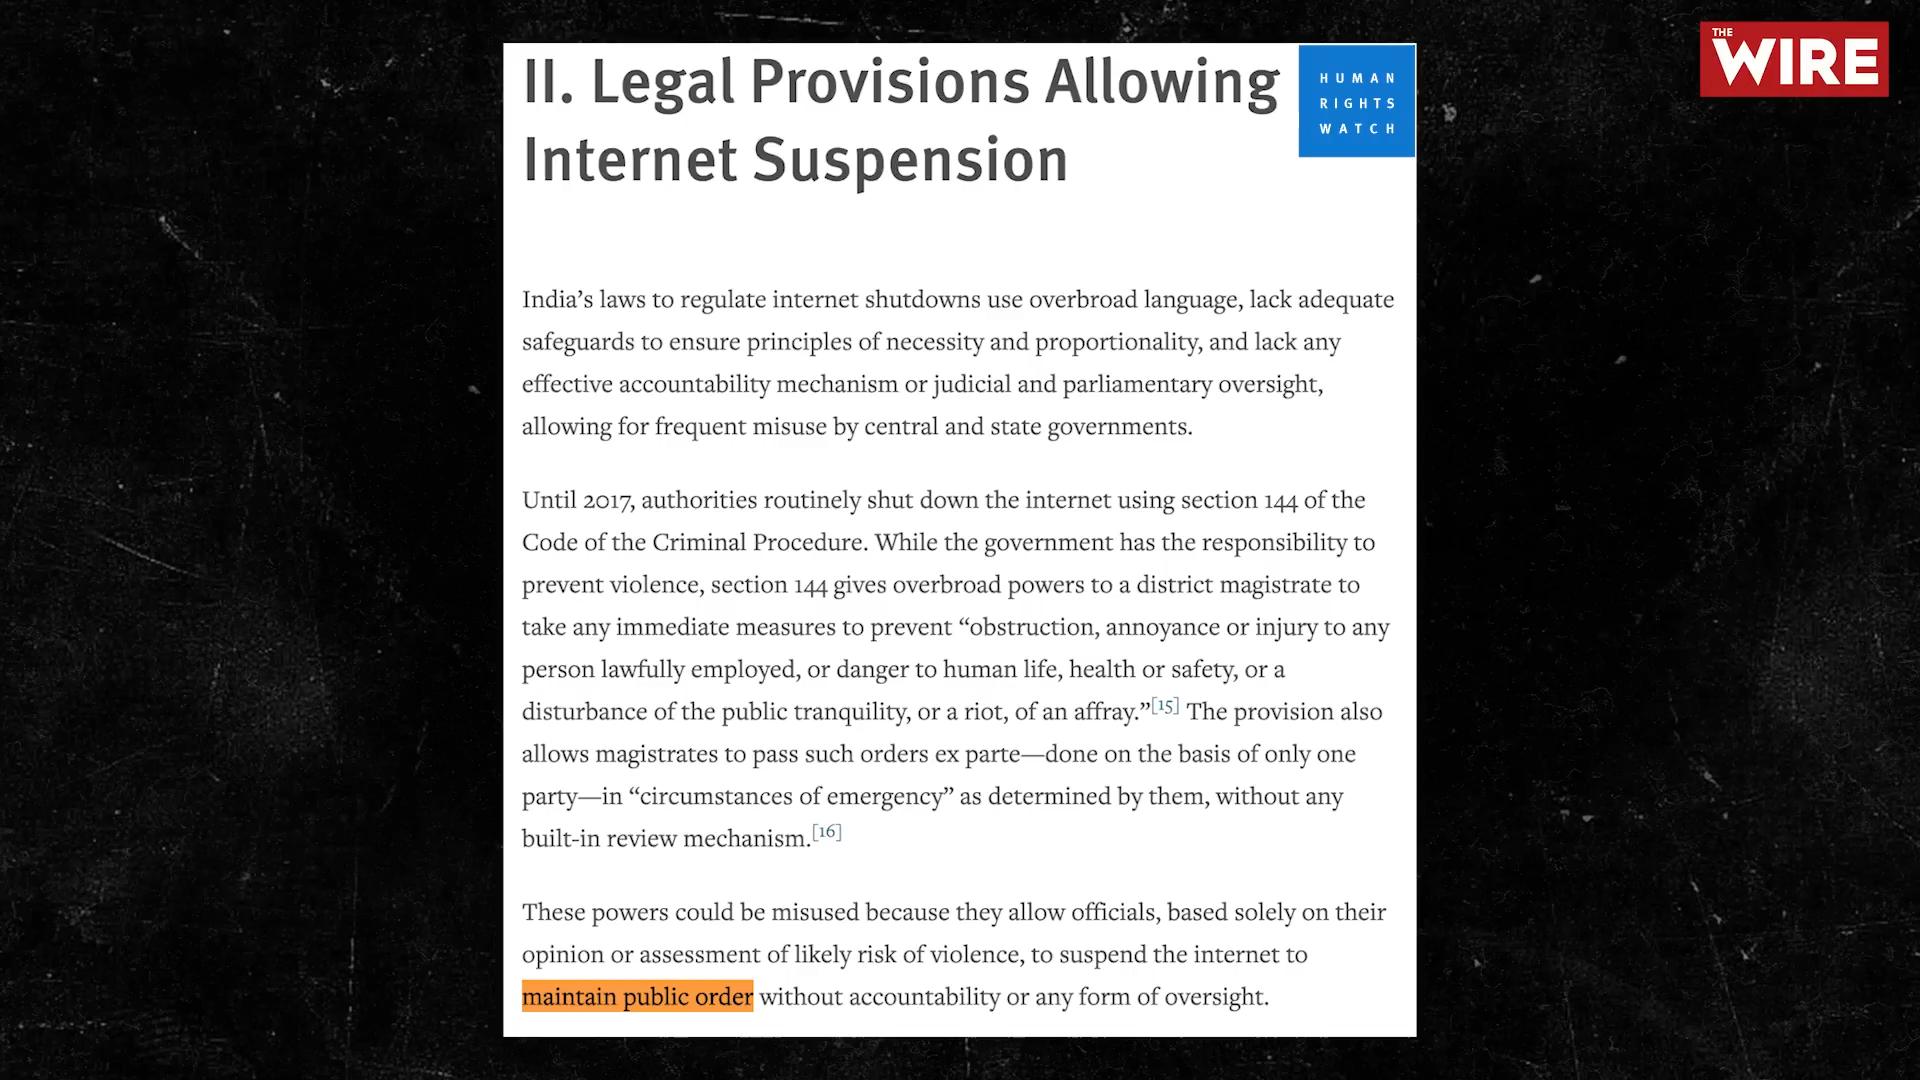 THE
WIRE
II. Legal Provisions Allowing
Internet Suspension
HUMAN
RIGHTS
WATCH
India’s laws to regulate internet shutdowns use overbroad language, lack adequate
safeguards to ensure principles of necessity and proportionality, and lack any
effective accountability mechanism or judicial and parliamentary oversight,
allowing for frequent misuse by central and state governments.
Until 2017, authorities routinely shut down the internet using section 144 of the
Code of the Criminal Procedure. While the government has the responsibility to
prevent violence, section 144 gives overbroad powers to a district magistrate to
take any immediate measures to prevent “obstruction, annoyance or injury to any
person lawfully employed, or danger to human life, health or safety, or a
disturbance of the public tranquility, or a riot, of an affray.”[15] The provision also
allows magistrates to pass such orders ex parte—done on the basis of only one
party—in “circumstances of emergency” as determined by them, without any
built-in review mechanism.[16]
These powers could be misused because they allow officials, based solely on their
opinion or assessment of likely risk of violence, to suspend the internet to
maintain public order without accountability or any form of oversight.